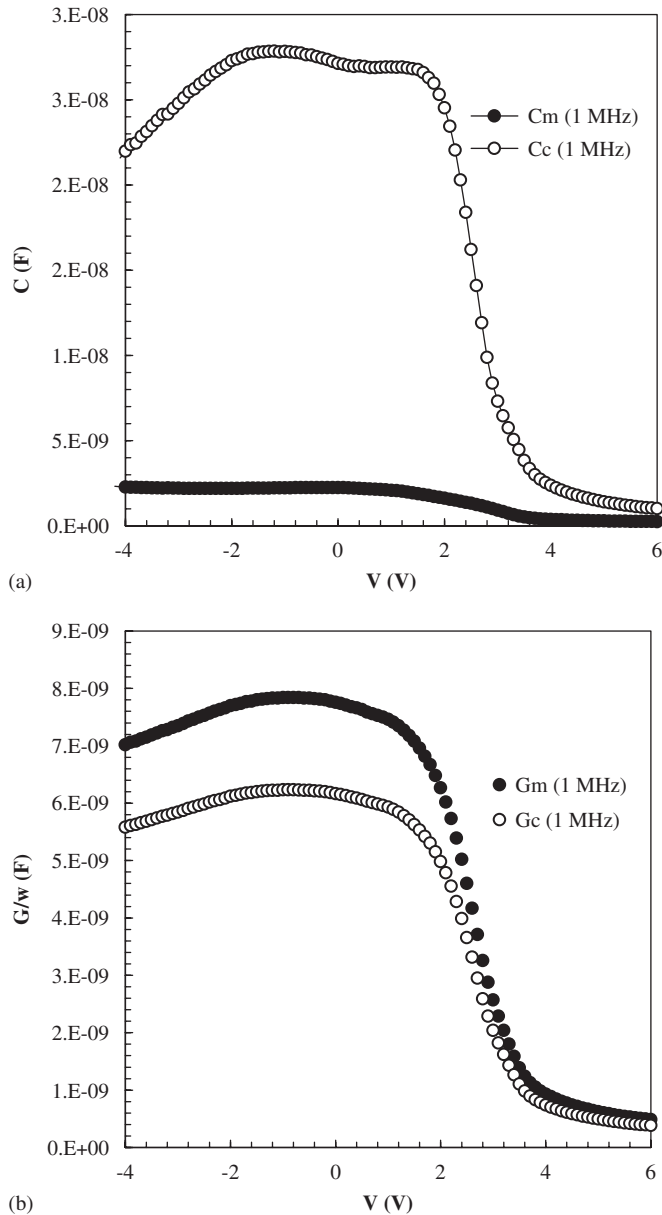 3.E-08
3.E-08
2.E-08
2.E-08
1.E-08
5.E-09
0.E+00
C (F)
Cm (1 MHz)
Cc (1 MHz)
-4 -2 0 2 4 6
(a)
V (V)
9.E-09
8.E-09
7.E-09
6.E-09
5.E-09
4.E-09
3.E-09
2.E-09
1.E-09
0.E+00
G/w (F)
Gm (1 MHz)
Gc (1 MHz)
-4 -2 0 2 4 6
(b)
V (V)